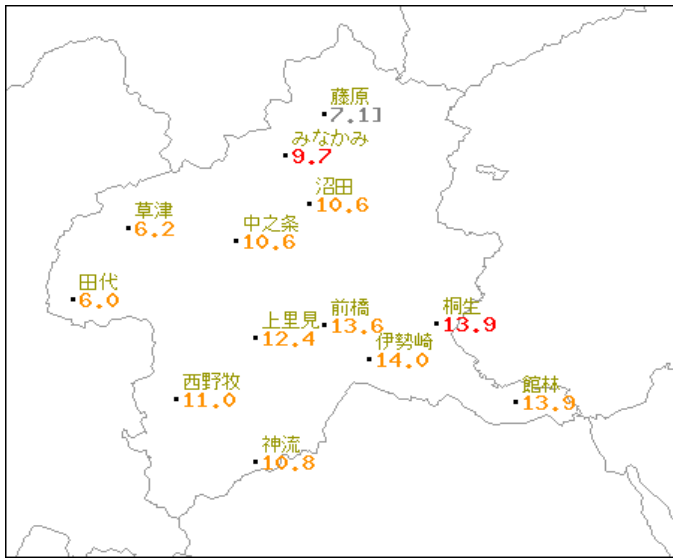 藤原
7.1]
みなかみ
9.7
沼田
10.6
草津
6.2
中之条
10.6
田代
6.0
上里見
12.4
前橋
13.6
桐生
13.9
伊勢崎
14.0
西野牧
11.0
館林
13.9
神流
10.8